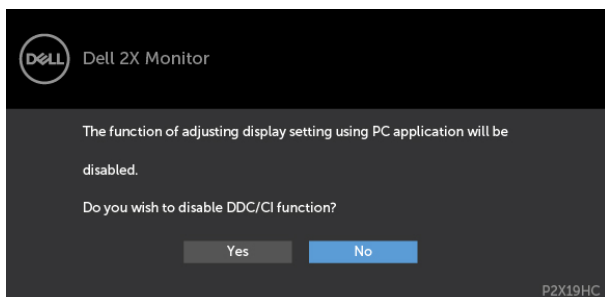 DELL
Dell 2X Monitor
The function of adjusting display setting using PC application will be
disabled.
Do you wish to disable DDC/CI function?
Yes No
P2X19HC